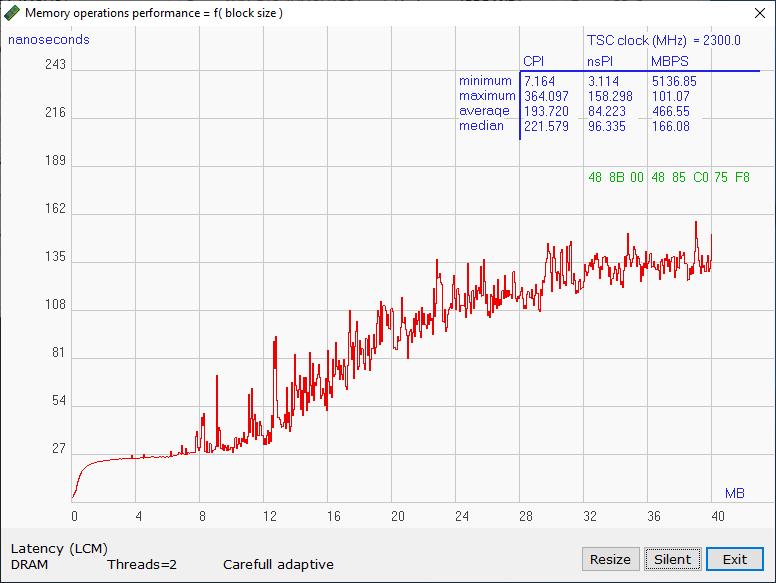 Memory operations performance = f( block size )
nanoseconds
TSC clock (MHz) = 2300.0
CPI nsPI MBPS
minimum 7.164 3.114 5136.85
maximum 364.097 158.298 101.07
average 193.720 84.223 466.55
median 221.579 96.335 166.08
48 8B 00 48 85 C0 75 F8
243
216
189
162
135
108
81
54
27
MB
0 4 8 12 16 20 24 28 32 36 40
Latency (LCM)
DRAM Threads=2 Carefull adaptive
Resize Silent Exit